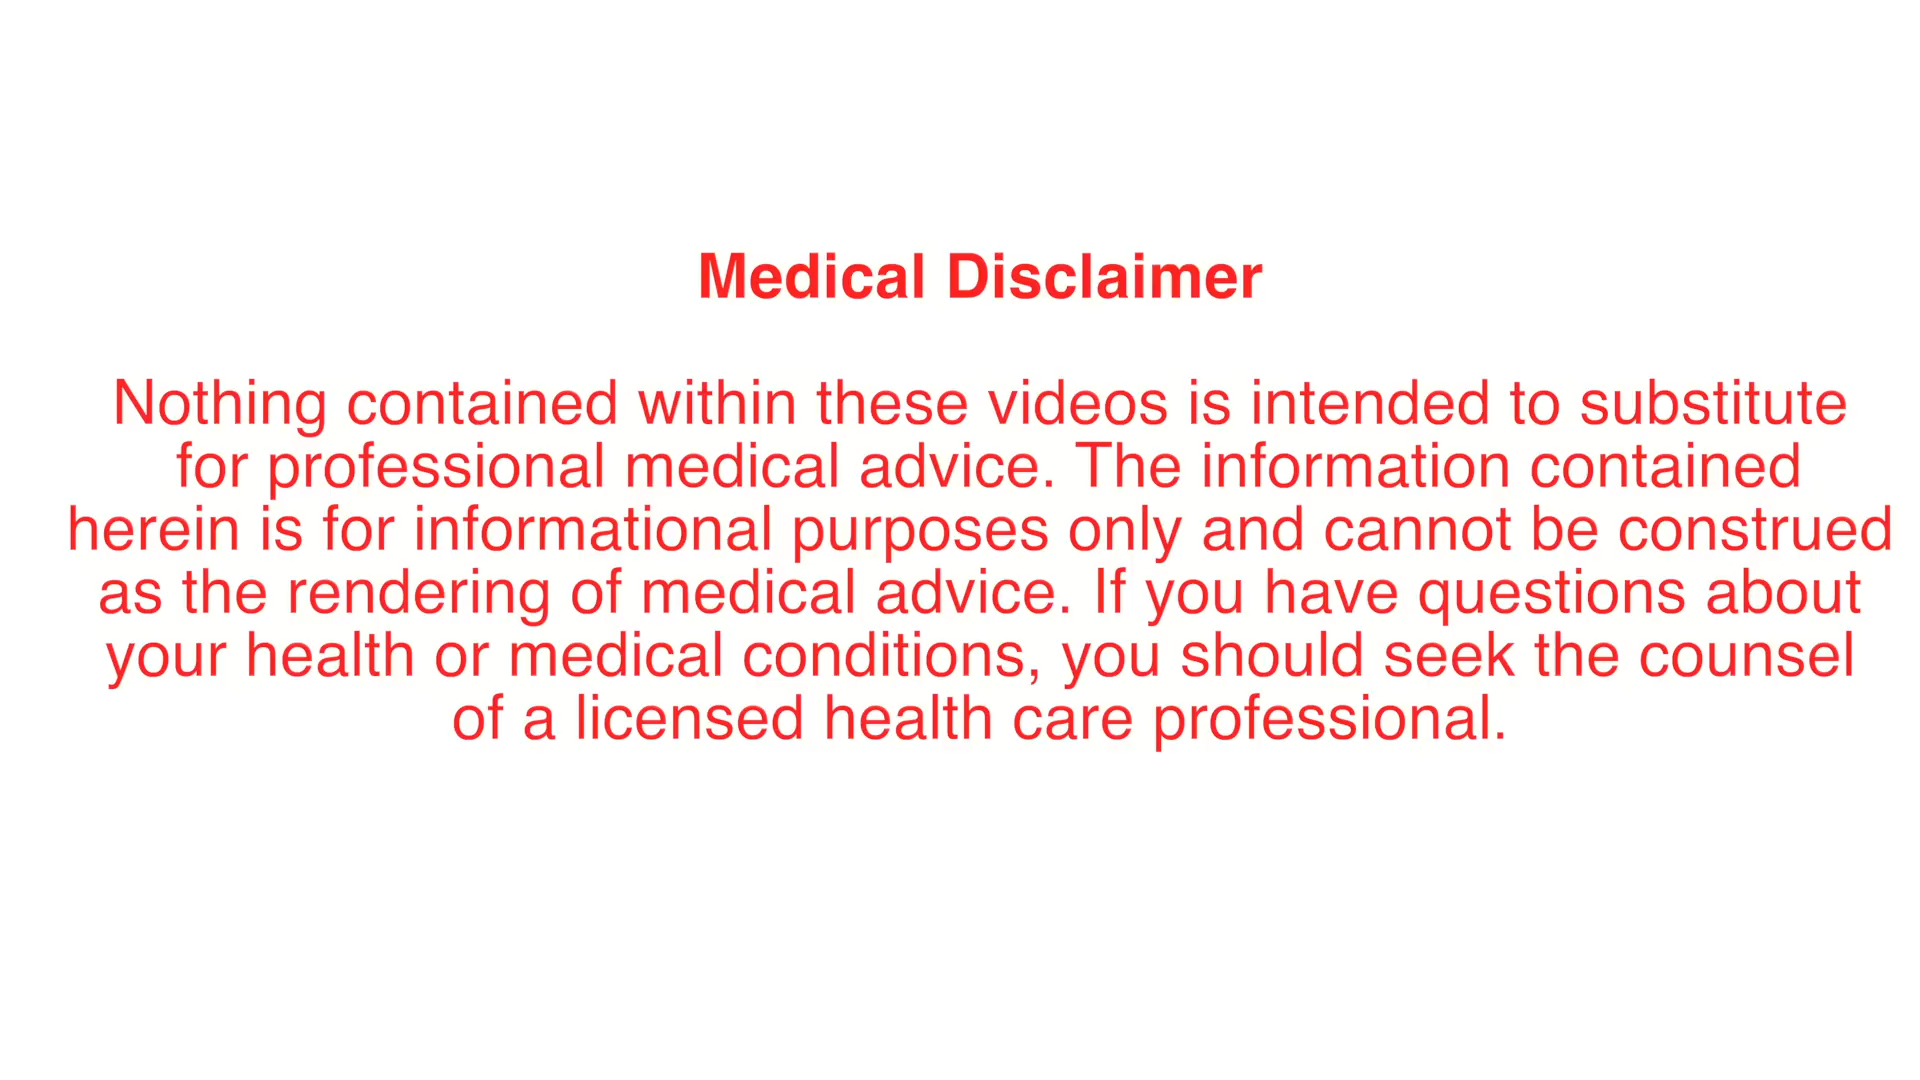 Medical Disclaimer
Nothing contained within these videos is intended to substitute
for professional medical advice. The information contained
herein is for informational purposes only and cannot be construed
as the rendering of medical advice. If you have questions about
your health or medical conditions, you should seek the counsel
of a licensed health care professional.